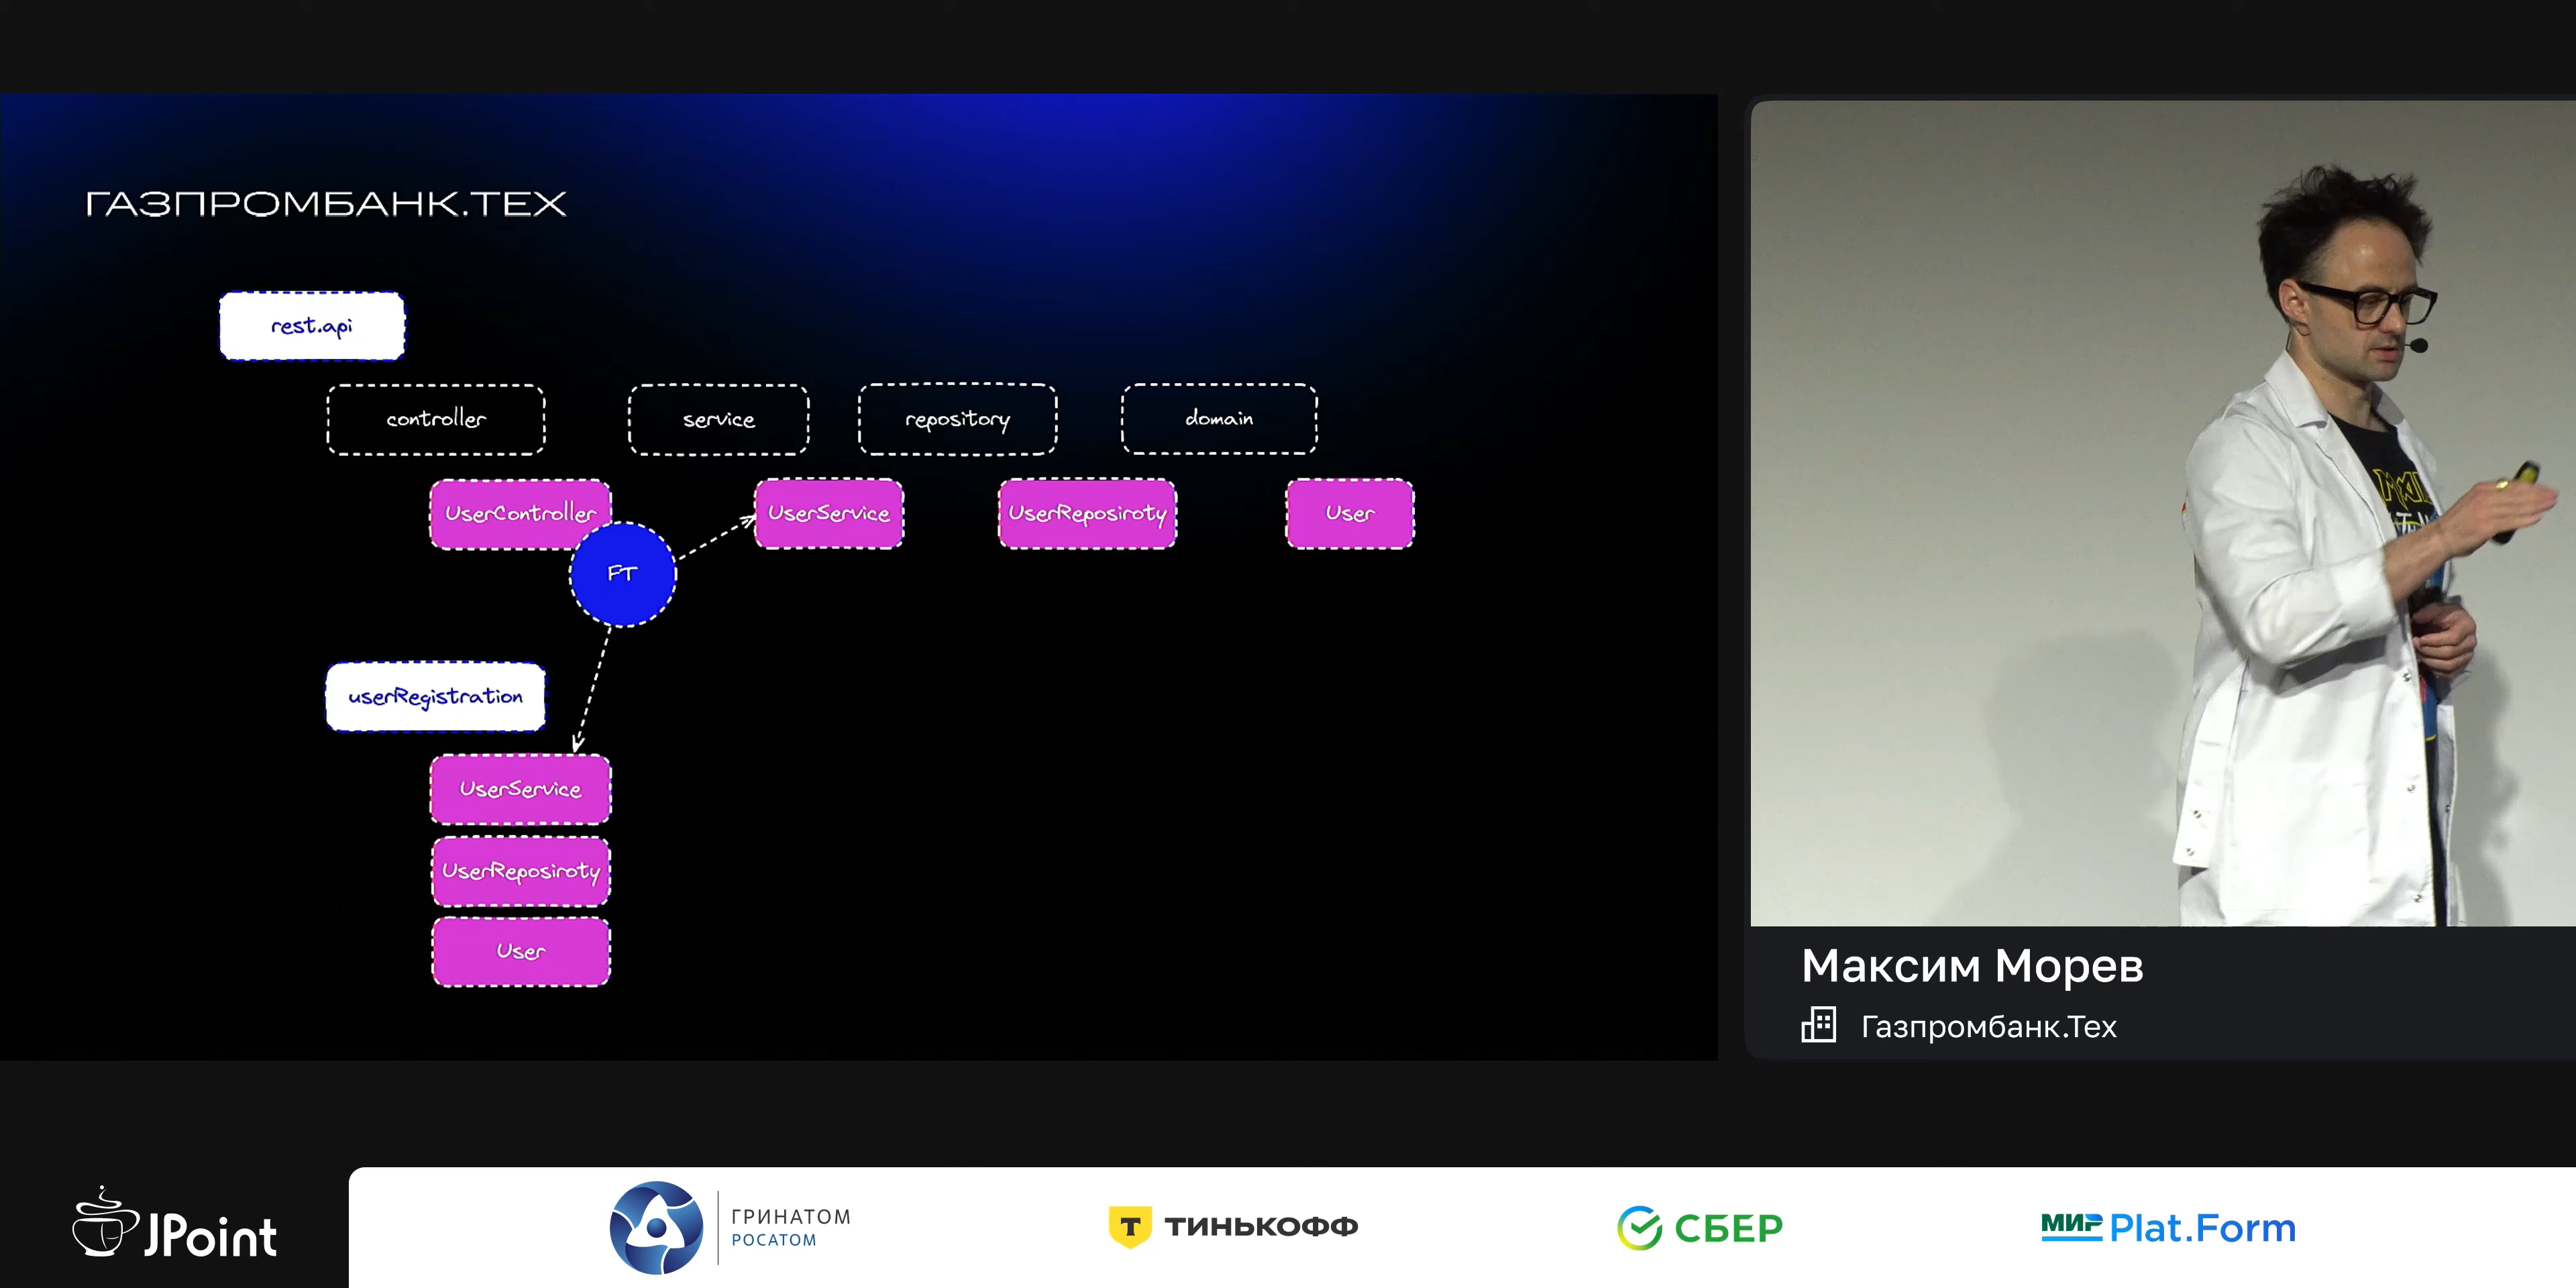 ГАЗПРОМБАНК.ТЕХ
rest.api
controller
service
repository
domain
UserController
UserService
UserReposiroty
User
FT
userRegistration
UserService
UserReposiroty
User
Максим Морев
Газпромбанк.Тех
JPoint
ГРИНАТОМ
РОСАТОМ
ТИНЬКОФФ
СБЕР
МИР Plat.Form